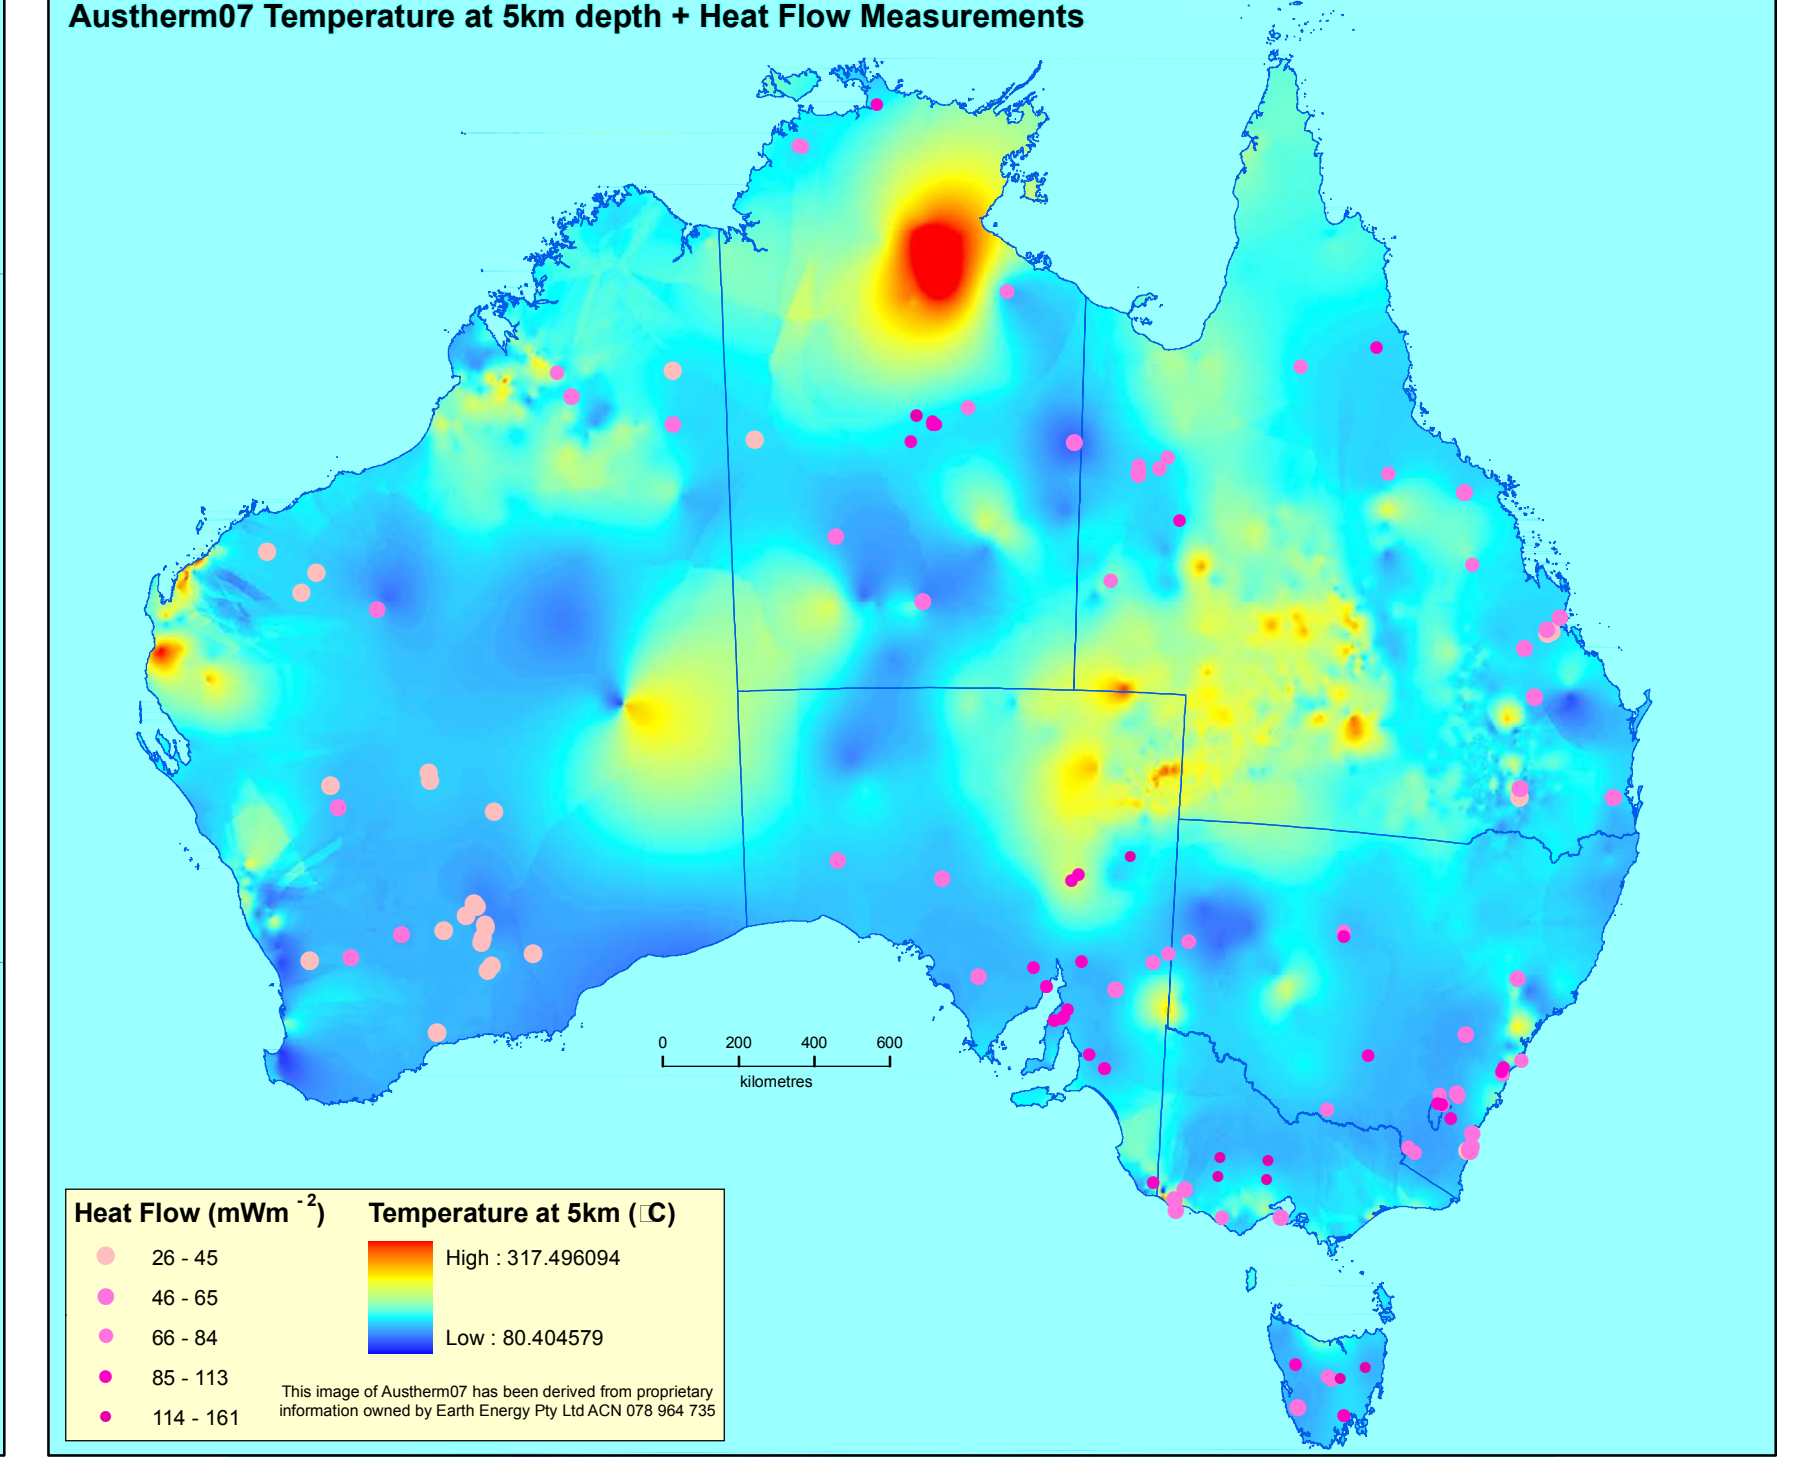 Austherm07 Temperature at 5km depth + Heat Flow Measurements
0 200 400 600
kilometres
Heat Flow (mWm -2) Temperature at 5km (□C)
26 - 45
46 - 65
66 - 84
85 - 113
114 - 161
High : 317.496094
Low : 80.404579
This image of Austherm07 has been derived from proprietary
information owned by Earth Energy Pty Ltd ACN 078 964 735